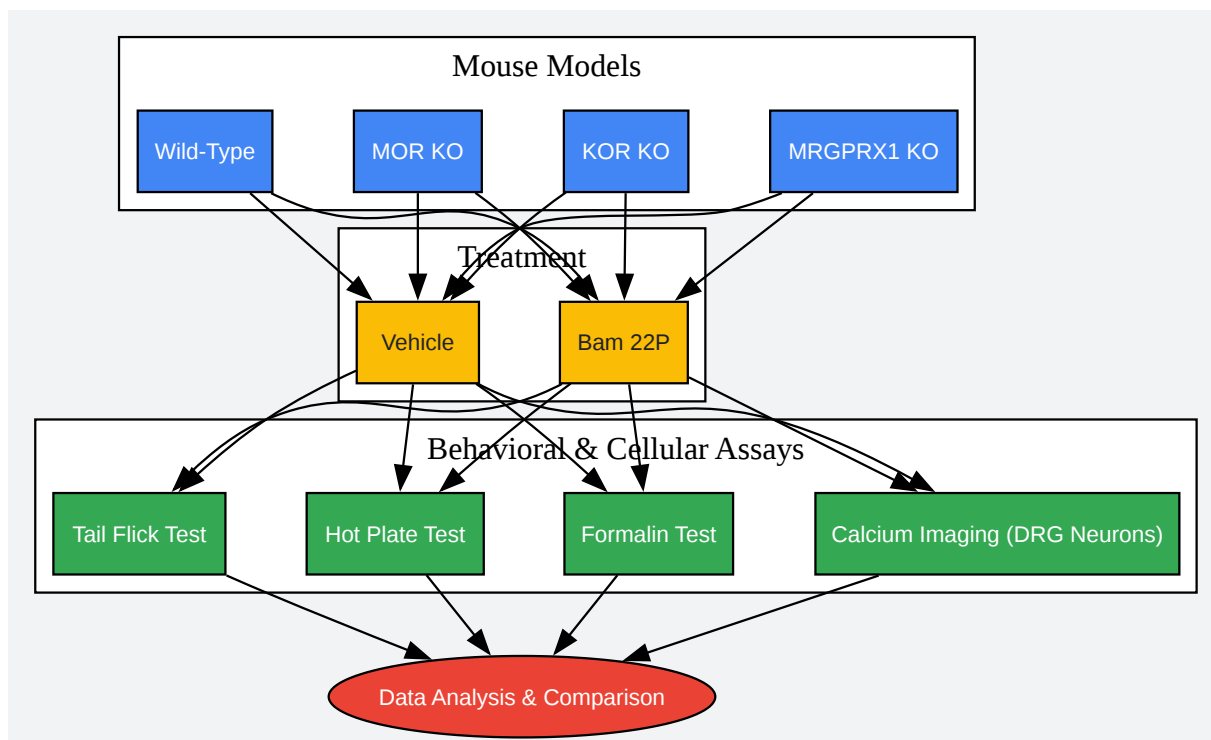 Mouse Models
Wild-Type
MOR KO
KOR KO
MRGPRX1 KO
Treatment
Vehicle
Bam 22P
Behavioral & Cellular Assays
Tail Flick Test
Hot Plate Test
Formalin Test
Calcium Imaging (DRG Neurons)
Data Analysis & Comparison